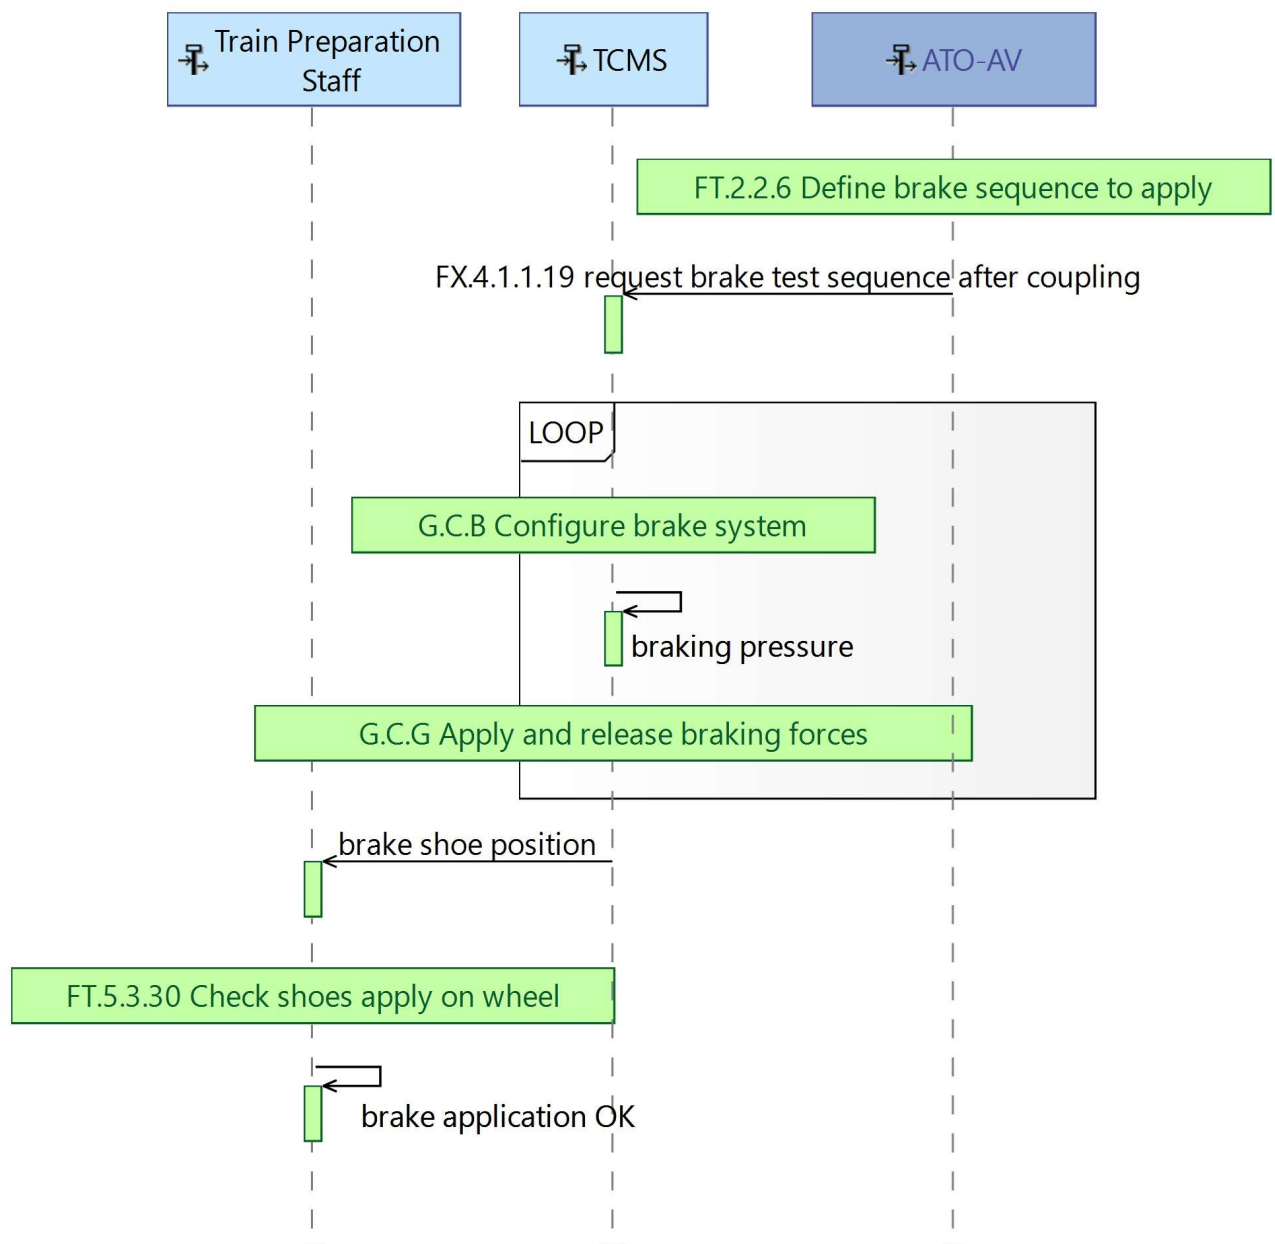 Train Preparation
Staff
TCMS
ATO-AV
FT.2.2.6 Define brake sequence to apply
FX.4.1.1.19 request brake test sequence after coupling
LOOP
G.C.B Configure brake system
braking pressure
G.C.G Apply and release braking forces
brake shoe position
FT.5.3.30 Check shoes apply on wheel
brake application OK